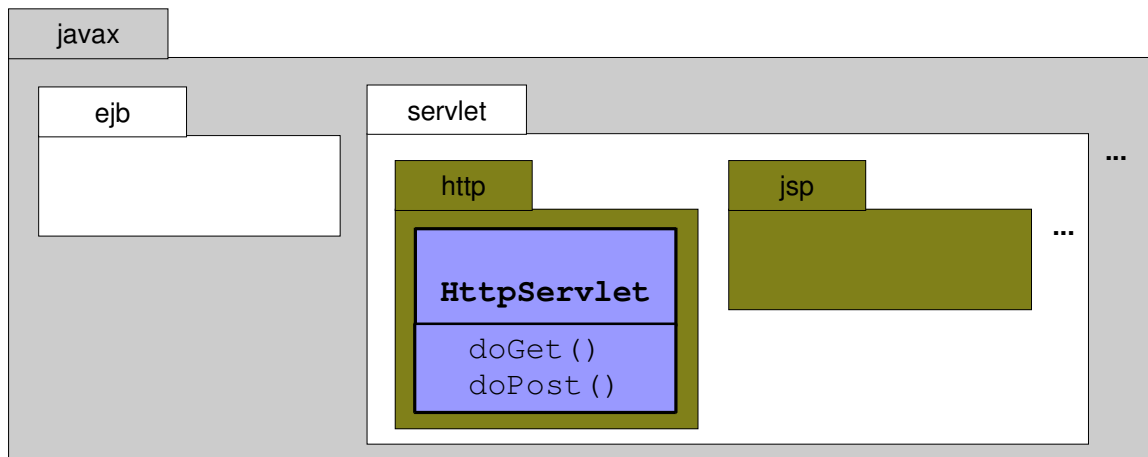 javax
ejb
servlet
...
http
jsp
...
HttpServlet
doGet()
doPost()